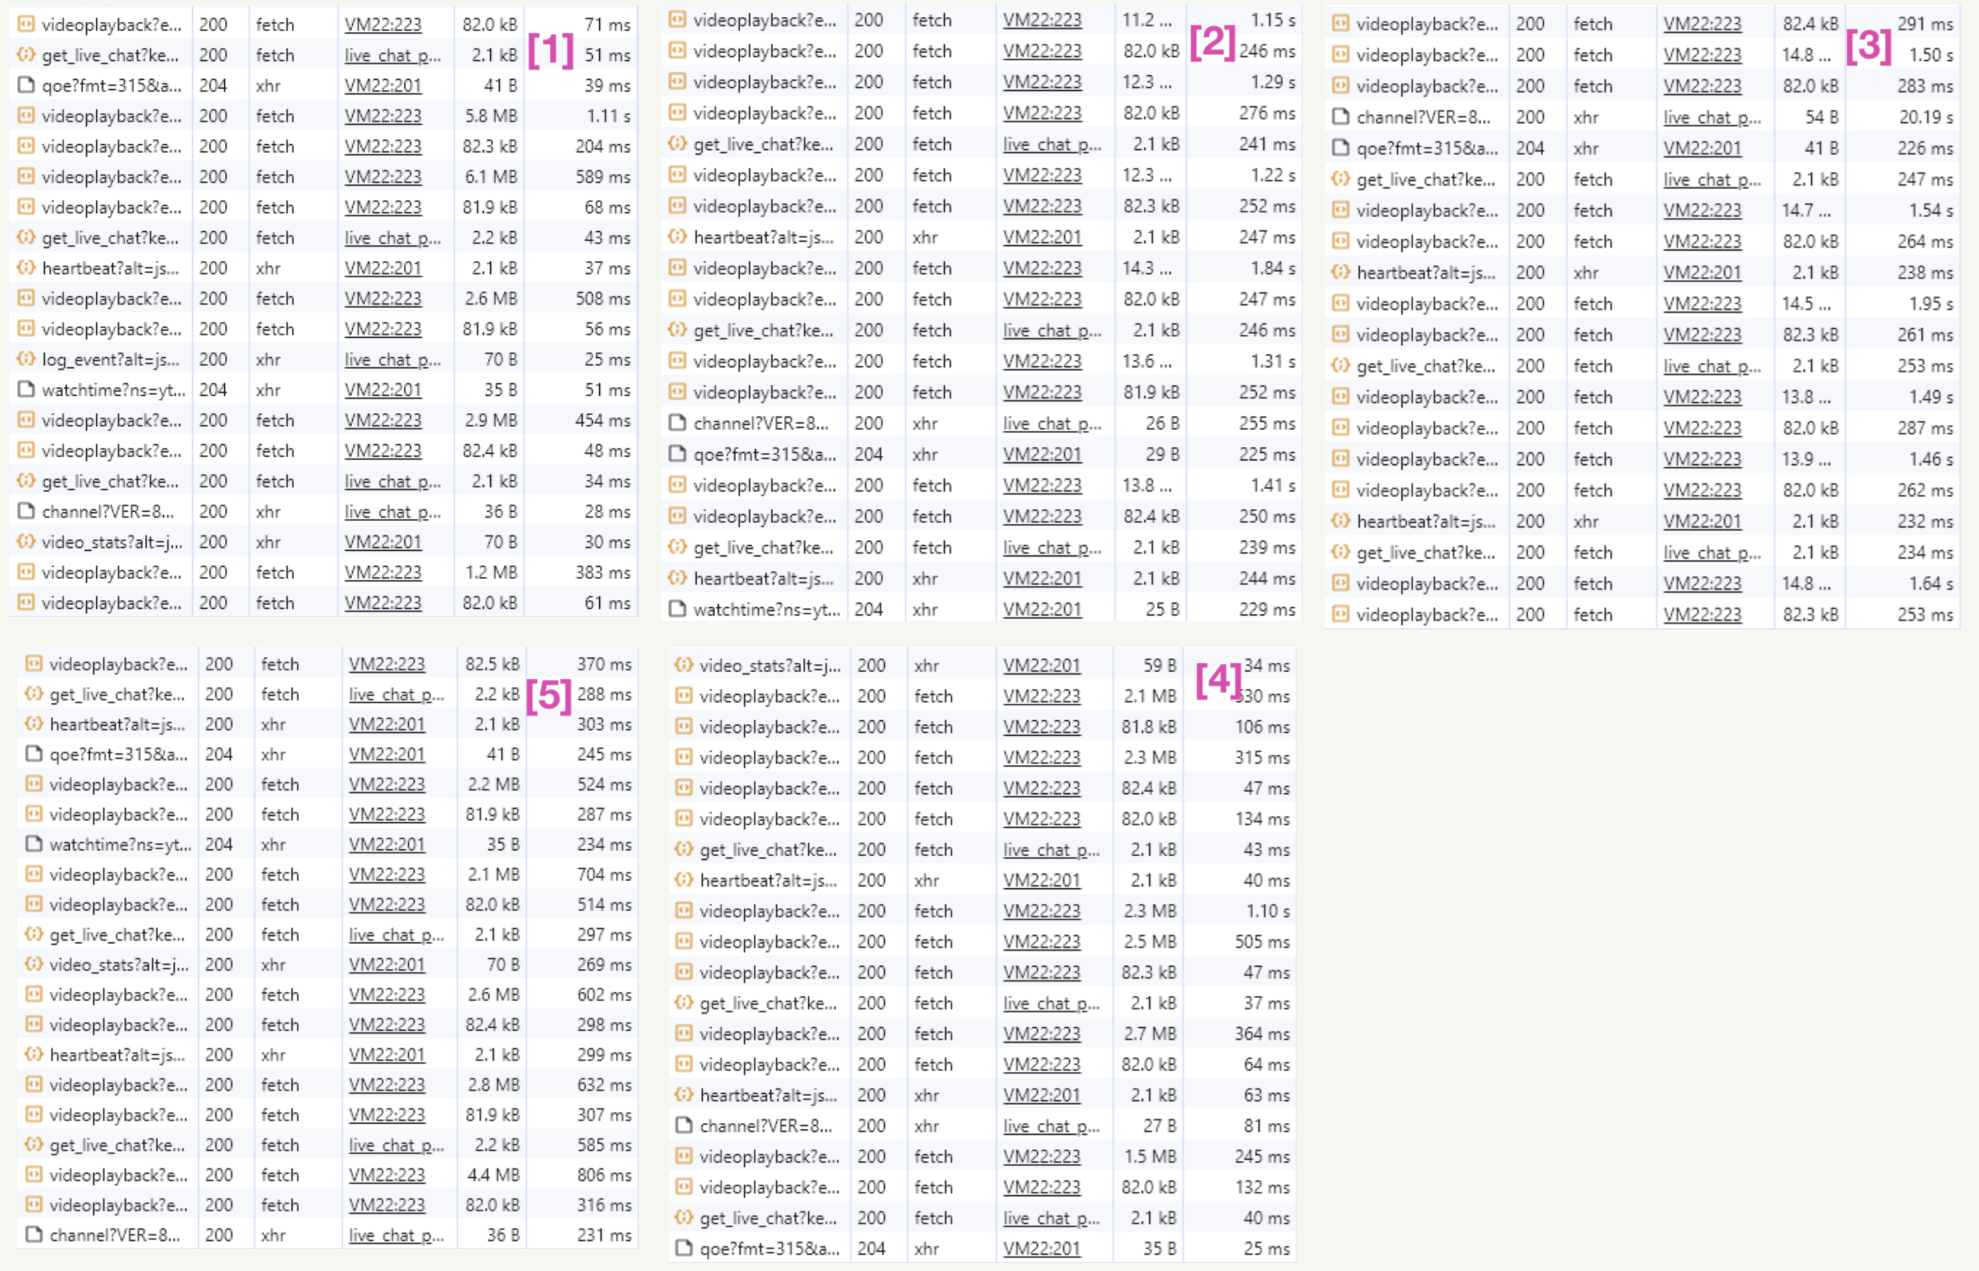 videoplayback?e... 200 fetch VM22:223 82.0 kB 71 ms
get_live_chat?ke... 200 fetch live_chat_p... 2.1 kB 51 ms
[1]
qoe?fmt=315&a... 204 xhr VM22:201 41 B 39 ms
videoplayback?e... 200 fetch VM22:223 5.8 MB 1.11 s
videoplayback?e... 200 fetch VM22:223 82.3 kB 204 ms
videoplayback?e... 200 fetch VM22:223 6.1 MB 589 ms
videoplayback?e... 200 fetch VM22:223 81.9 kB 68 ms
get_live_chat?ke... 200 fetch live_chat_p... 2.2 kB 43 ms
heartbeat?alt=js... 200 xhr VM22:201 2.1 kB 37 ms
videoplayback?e... 200 fetch VM22:223 2.6 MB 508 ms
videoplayback?e... 200 fetch VM22:223 81.9 kB 56 ms
log_event?alt=js... 200 xhr live_chat_p... 70 B 25 ms
watchtime?ns=yt... 204 xhr VM22:201 35 B 51 ms
videoplayback?e... 200 fetch VM22:223 2.9 MB 454 ms
videoplayback?e... 200 fetch VM22:223 82.4 kB 48 ms
get_live_chat?ke... 200 fetch live_chat_p... 2.1 kB 34 ms
channel?VER=8... 200 xhr live_chat_p... 36 B 28 ms
video_stats?alt=j... 200 xhr VM22:201 70 B 30 ms
videoplayback?e... 200 fetch VM22:223 1.2 MB 383 ms
videoplayback?e... 200 fetch VM22:223 82.0 kB 61 ms
videoplayback?e... 200 fetch VM22:223 11.2 ... 1.15 s
[2]
videoplayback?e... 200 fetch VM22:223 82.0 kB 246 ms
videoplayback?e... 200 fetch VM22:223 12.3 ... 1.29 s
videoplayback?e... 200 fetch VM22:223 82.0 kB 276 ms
get_live_chat?ke... 200 fetch live_chat_p... 2.1 kB 241 ms
videoplayback?e... 200 fetch VM22:223 12.3 ... 1.22 s
videoplayback?e... 200 fetch VM22:223 82.3 kB 252 ms
heartbeat?alt=js... 200 xhr VM22:201 2.1 kB 247 ms
videoplayback?e... 200 fetch VM22:223 14.3 ... 1.84 s
videoplayback?e... 200 fetch VM22:223 82.0 kB 247 ms
get_live_chat?ke... 200 fetch live_chat_p... 2.1 kB 246 ms
videoplayback?e... 200 fetch VM22:223 13.6 ... 1.31 s
videoplayback?e... 200 fetch VM22:223 81.9 kB 252 ms
channel?VER=8... 200 xhr live_chat_p... 26 B 255 ms
qoe?fmt=315&a... 204 xhr VM22:201 29 B 225 ms
videoplayback?e... 200 fetch VM22:223 13.8 ... 1.41 s
videoplayback?e... 200 fetch VM22:223 82.4 kB 250 ms
get_live_chat?ke... 200 fetch live_chat_p... 2.1 kB 239 ms
heartbeat?alt=js... 200 xhr VM22:201 2.1 kB 244 ms
watchtime?ns=yt... 204 xhr VM22:201 25 B 229 ms
videoplayback?e... 200 fetch VM22:223 82.4 kB 291 ms
[3]
videoplayback?e... 200 fetch VM22:223 14.8 ... 1.50 s
videoplayback?e... 200 fetch VM22:223 82.0 kB 283 ms
channel?VER=8... 200 xhr live_chat_p... 54 B 20.19 s
qoe?fmt=315&a... 204 xhr VM22:201 41 B 226 ms
get_live_chat?ke... 200 fetch live_chat_p... 2.1 kB 247 ms
videoplayback?e... 200 fetch VM22:223 14.7 ... 1.54 s
videoplayback?e... 200 fetch VM22:223 82.0 kB 264 ms
heartbeat?alt=js... 200 xhr VM22:201 2.1 kB 238 ms
videoplayback?e... 200 fetch VM22:223 14.5 ... 1.95 s
videoplayback?e... 200 fetch VM22:223 82.3 kB 261 ms
get_live_chat?ke... 200 fetch live_chat_p... 2.1 kB 253 ms
videoplayback?e... 200 fetch VM22:223 13.8 ... 1.49 s
videoplayback?e... 200 fetch VM22:223 82.0 kB 287 ms
videoplayback?e... 200 fetch VM22:223 13.9 ... 1.46 s
videoplayback?e... 200 fetch VM22:223 82.0 kB 262 ms
heartbeat?alt=js... 200 xhr VM22:201 2.1 kB 232 ms
get_live_chat?ke... 200 fetch live_chat_p... 2.1 kB 234 ms
videoplayback?e... 200 fetch VM22:223 14.8 ... 1.64 s
videoplayback?e... 200 fetch VM22:223 82.3 kB 253 ms
videoplayback?e... 200 fetch VM22:223 82.5 kB 370 ms
get_live_chat?ke... 200 fetch live_chat_p... 2.2 kB 288 ms
[5]
heartbeat?alt=js... 200 xhr VM22:201 2.1 kB 303 ms
qoe?fmt=315&a... 204 xhr VM22:201 41 B 245 ms
videoplayback?e... 200 fetch VM22:223 2.2 MB 524 ms
videoplayback?e... 200 fetch VM22:223 81.9 kB 287 ms
watchtime?ns=yt... 204 xhr VM22:201 35 B 234 ms
videoplayback?e... 200 fetch VM22:223 2.1 MB 704 ms
videoplayback?e... 200 fetch VM22:223 82.0 kB 514 ms
get_live_chat?ke... 200 fetch live_chat_p... 2.1 kB 297 ms
video_stats?alt=j... 200 xhr VM22:201 70 B 269 ms
videoplayback?e... 200 fetch VM22:223 2.6 MB 602 ms
videoplayback?e... 200 fetch VM22:223 82.4 kB 298 ms
heartbeat?alt=js... 200 xhr VM22:201 2.1 kB 299 ms
videoplayback?e... 200 fetch VM22:223 2.8 MB 632 ms
videoplayback?e... 200 fetch VM22:223 81.9 kB 307 ms
get_live_chat?ke... 200 fetch live_chat_p... 2.2 kB 585 ms
videoplayback?e... 200 fetch VM22:223 4.4 MB 806 ms
videoplayback?e... 200 fetch VM22:223 82.0 kB 316 ms
channel?VER=8... 200 xhr live_chat_p... 36 B 231 ms
video_stats?alt=j... 200 xhr VM22:201 59 B 34 ms
[4]
videoplayback?e... 200 fetch VM22:223 2.1 MB ms
videoplayback?e... 200 fetch VM22:223 81.8 kB 106 ms
videoplayback?e... 200 fetch VM22:223 2.3 MB 315 ms
videoplayback?e... 200 fetch VM22:223 82.4 kB 47 ms
videoplayback?e... 200 fetch VM22:223 82.0 kB 134 ms
get_live_chat?ke... 200 fetch live_chat_p... 2.1 kB 43 ms
heartbeat?alt=js... 200 xhr VM22:201 2.1 kB 40 ms
videoplayback?e... 200 fetch VM22:223 2.3 MB 1.10 s
videoplayback?e... 200 fetch VM22:223 2.5 MB 505 ms
videoplayback?e... 200 fetch VM22:223 82.3 kB 47 ms
get_live_chat?ke... 200 fetch live_chat_p... 2.1 kB 37 ms
videoplayback?e... 200 fetch VM22:223 2.7 MB 364 ms
videoplayback?e... 200 fetch VM22:223 82.0 kB 64 ms
heartbeat?alt=js... 200 xhr VM22:201 2.1 kB 63 ms
channel?VER=8... 200 xhr live_chat_p... 27 B 81 ms
videoplayback?e... 200 fetch VM22:223 1.5 MB 245 ms
videoplayback?e... 200 fetch VM22:223 82.0 kB 132 ms
get_live_chat?ke... 200 fetch live_chat_p... 2.1 kB 40 ms
qoe?fmt=315&a... 204 xhr VM22:201 35 B 25 ms